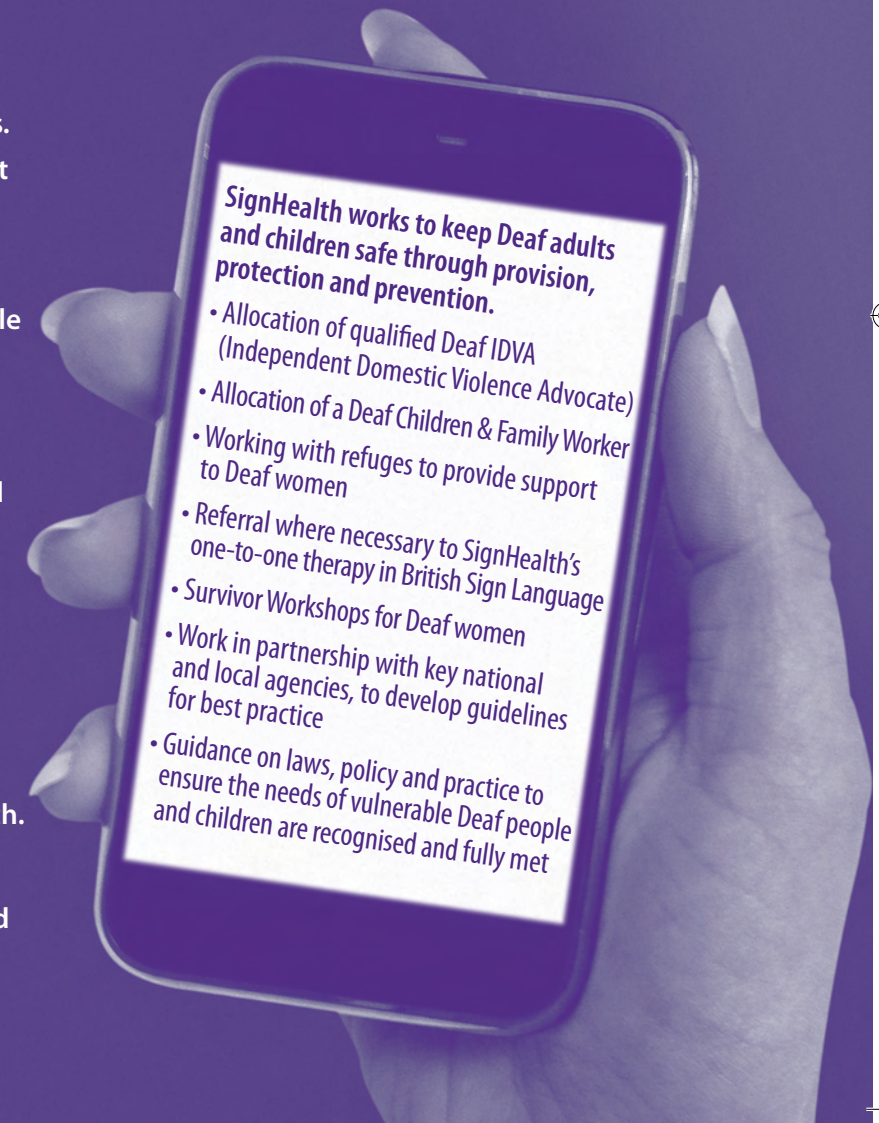 SignHealth works to keep Deaf adults
and children safe through provision,
protection and prevention.
• Allocation of qualified Deaf IDVA
(Independent Domestic Violence Advocate)
• Allocation of a Deaf Children & Family Worker
• Working with refuges to provide support
to Deaf women
• Referral where necessary to SignHealth's
one-to-one therapy in British Sign Language
• Survivor Workshops for Deaf women
• Work in partnership with key national
and local agencies, to develop guidelines
for best practice
• Guidance on laws, policy and practice to
ensure the needs of vulnerable Deaf people
and children are recognised and fully met